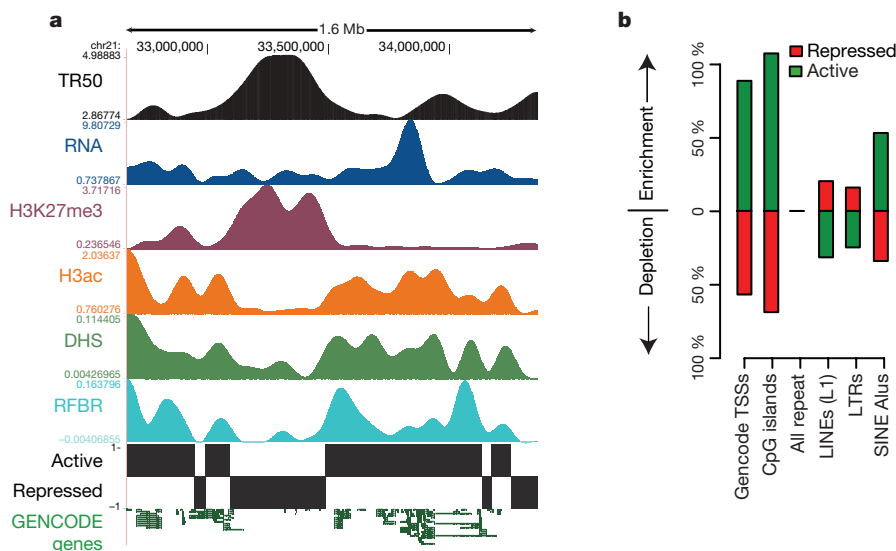 a
1.6 Mb
chr21:
33,000,000
33,500,000
34,000,000
4.98883
TR50
2.86774
9.80729
RNA
0.737867
3.71716
H3K27me3
0.236546
2.03637
H3ac
0.760276
0.114405
DHS
0.00426965
0.163796
RFBR
−0.00406855
1-
Active
Repressed
−1
GENCODE
genes
b
Repressed
Active
100 %
50 %
0
50 %
100 %
Enrichment
Depletion
Gencode TSSs
CpG islands
All repeat
LINEs (L1)
LTRs
SINE Alus